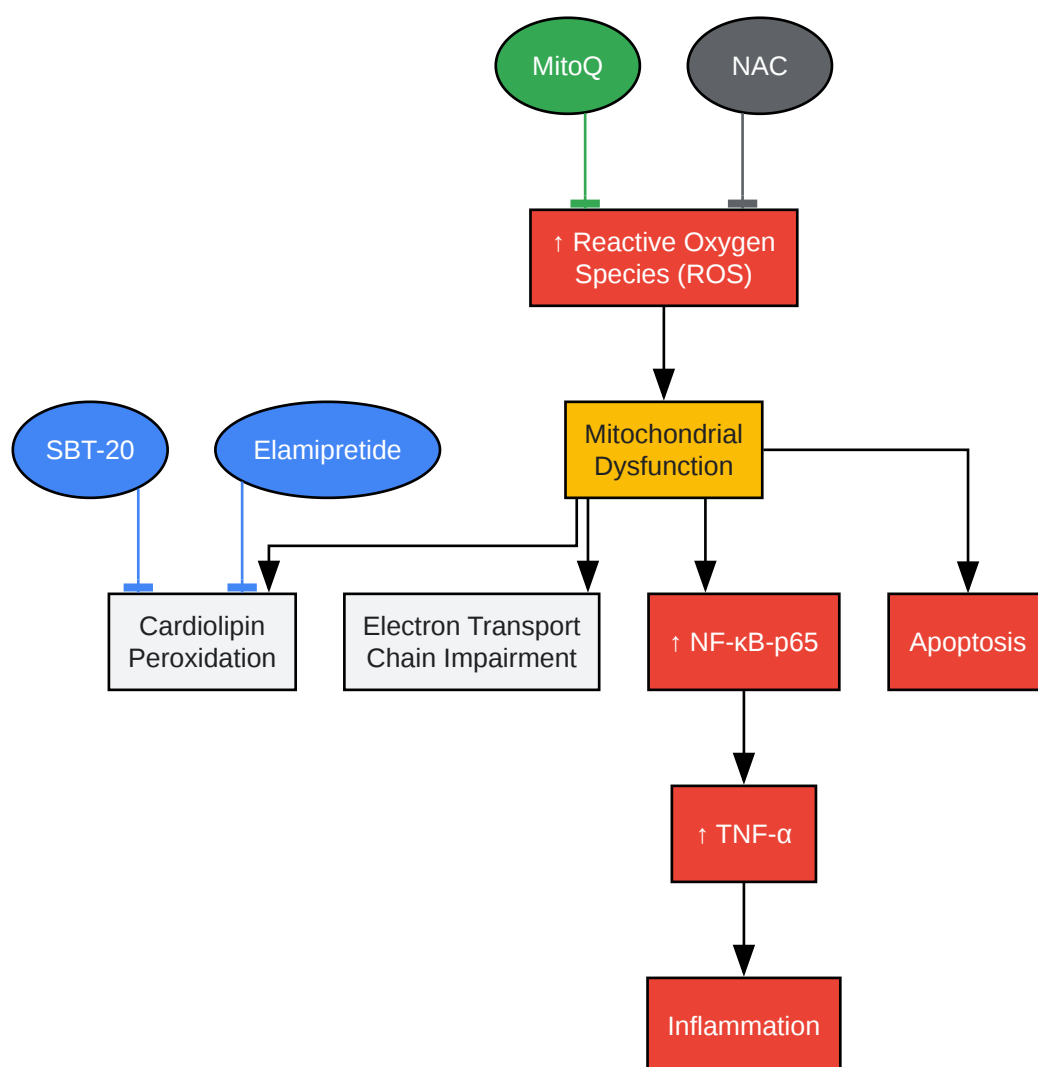 MitoQ
NAC
↑ Reactive Oxygen
Species (ROS)
SBT-20
Elamipretide
Mitochondrial
Dysfunction
Cardiolipin
Peroxidation
Electron Transport
Chain Impairment
↑ NF-κB-p65
Apoptosis
↑ TNF-α
Inflammation